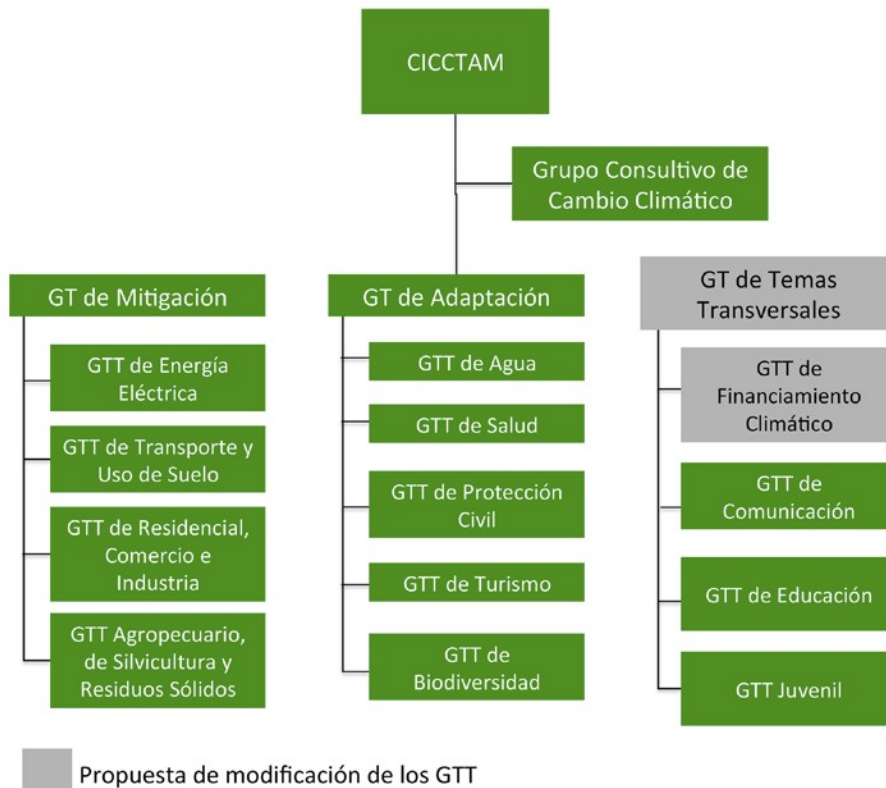 CICCTAM
Grupo Consultivo de
Cambio Climático
GT de Mitigación
GTT de Energía
Eléctrica
GTT de Transporte y
Uso de Suelo
GTT de Residencial,
Comercio e
Industria
GTT Agropecuario,
de Silvicultura y
Residuos Sólidos
GT de Adaptación
GTT de Agua
GTT de Salud
GTT de Protección
Civil
GTT de Turismo
GTT de
Biodiversidad
GT de Temas
Transversales
GTT de
Financiamiento
Climático
GTT de
Comunicación
GTT de Educación
GTT Juvenil
Propuesta de modificación de los GTT